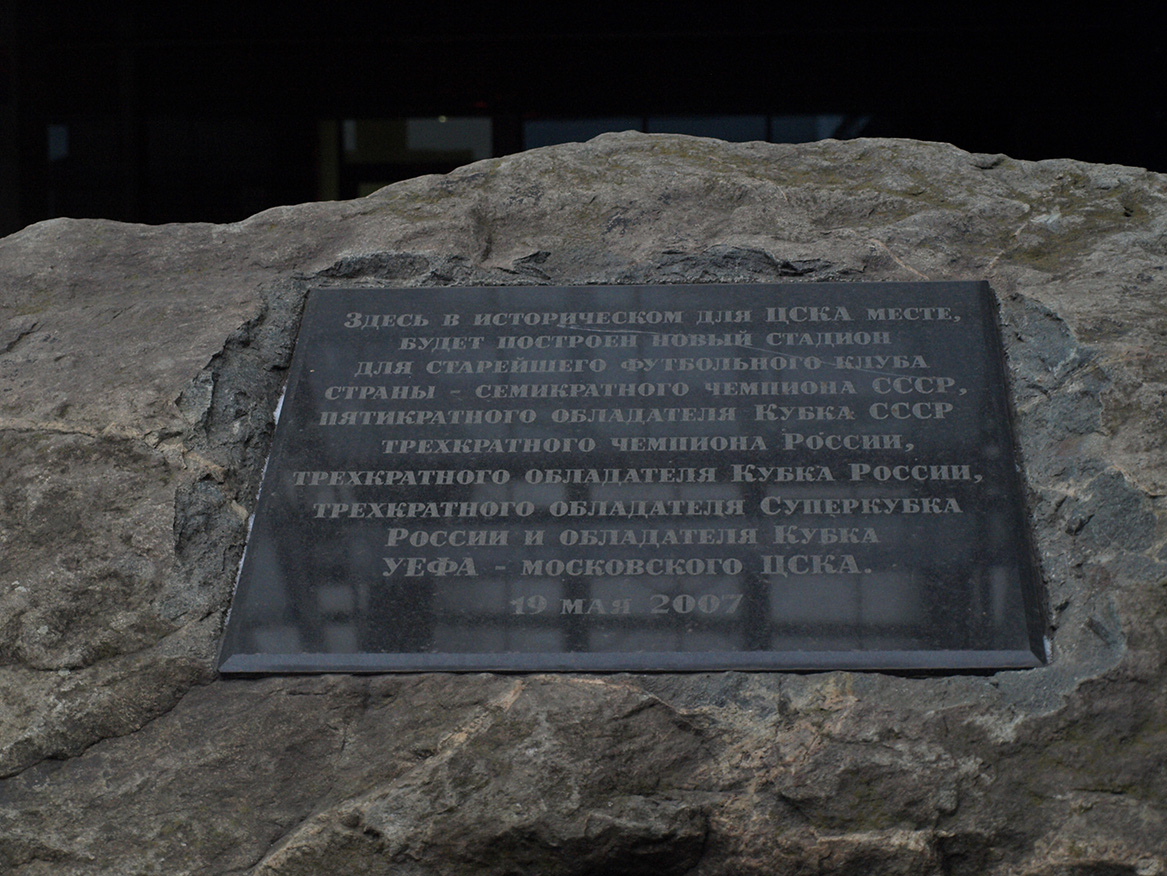 Здесь в историческом для ЦСКА месте,
будет построен новый стадион
для старейшего футбольного клуба
страны - семикратного чемпиона СССР,
пятикратного обладателя Кубка СССР
трехкратного чемпиона России,
трехкратного обладателя Кубка России,
трехкратного обладателя Суперкубка
России и обладателя Кубка
УЕФА - московского ЦСКА.
19 мая 2007